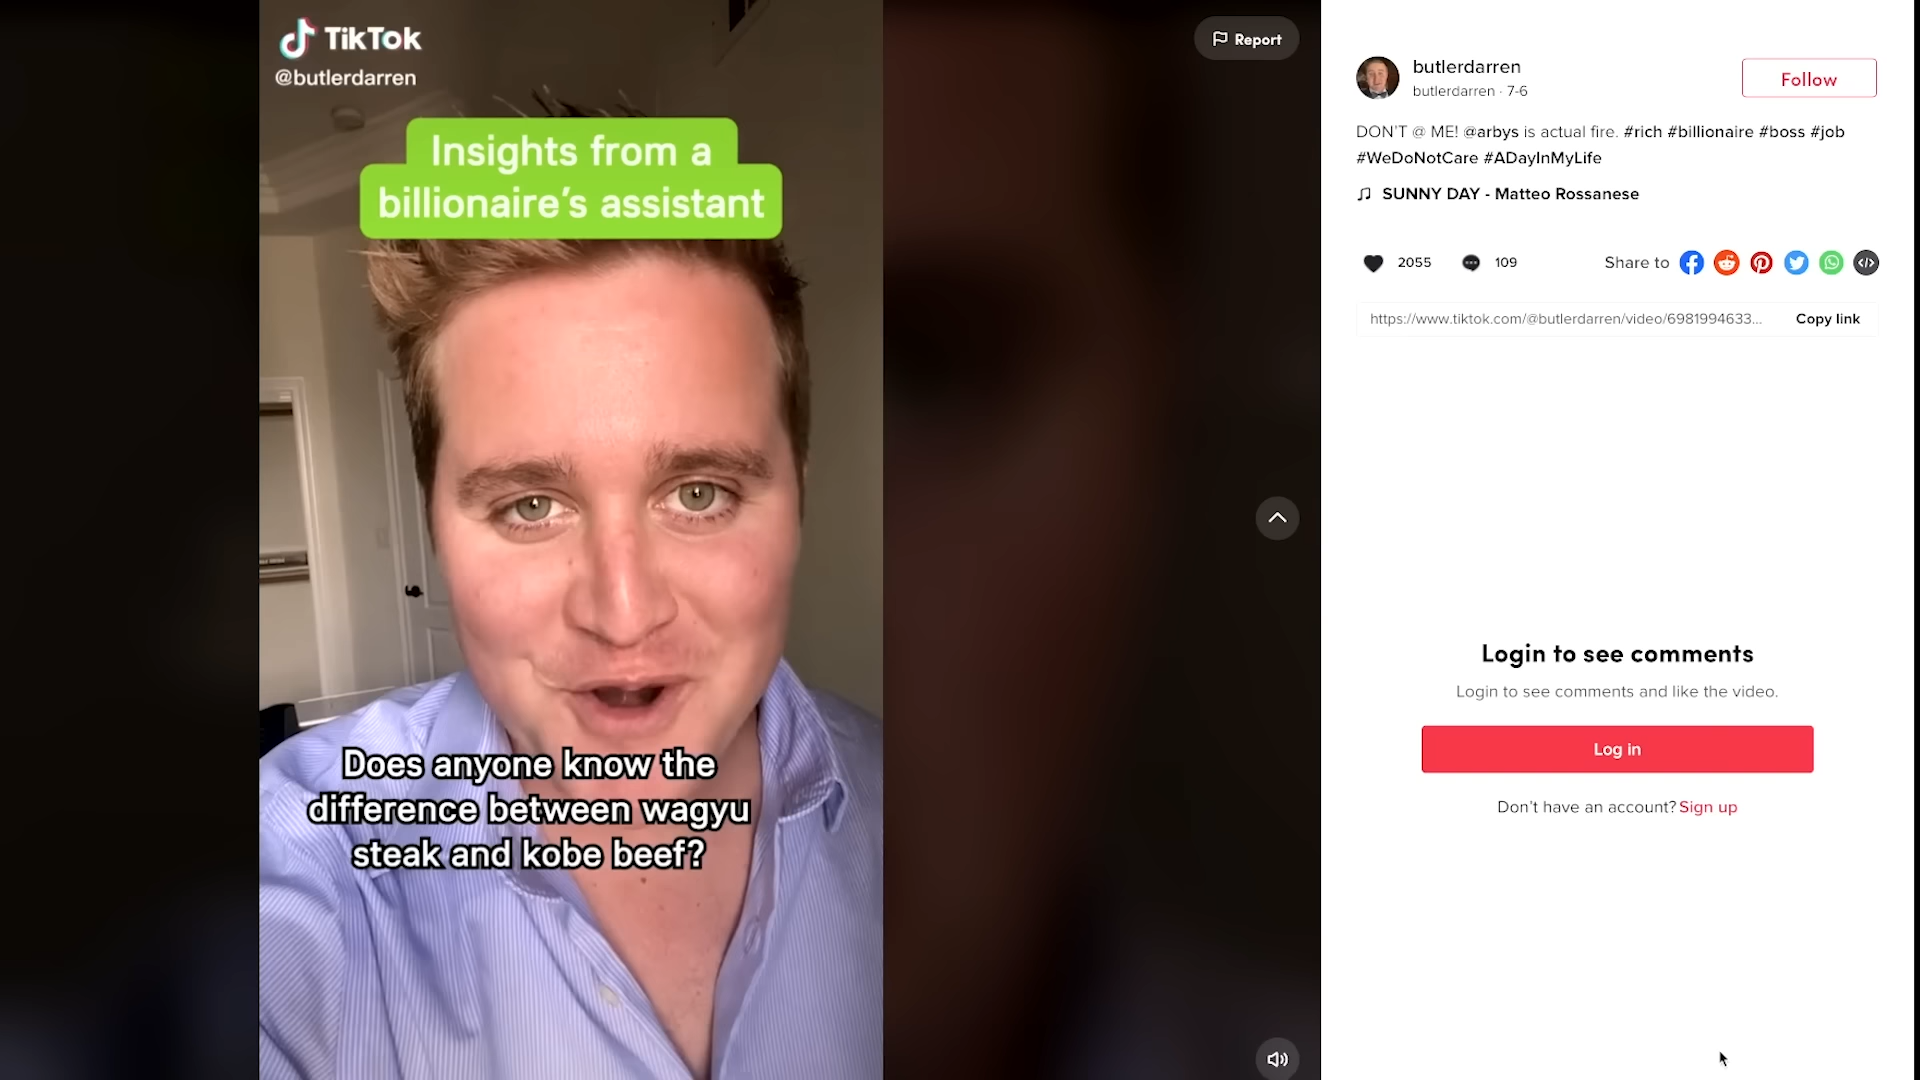 TikTok
@butlerdarren
Insights from a
billionaire's assistant
Does anyone know the
difference between wagyu
steak and kobe beef?
Report
butlerdarren
butlerdarren · 7-6
Follow
DON'T @ ME! @arbys is actual fire. #rich #billionaire #boss #job
#WeDoNotCare #ADayInMyLife
SUNNY DAY - Matteo Rossanese
2055
109
Share to
https://www.tiktok.com/@butlerdarren/video/6981994633...
Copy link
Login to see comments
Login to see comments and like the video.
Log in
Don't have an account? Sign up